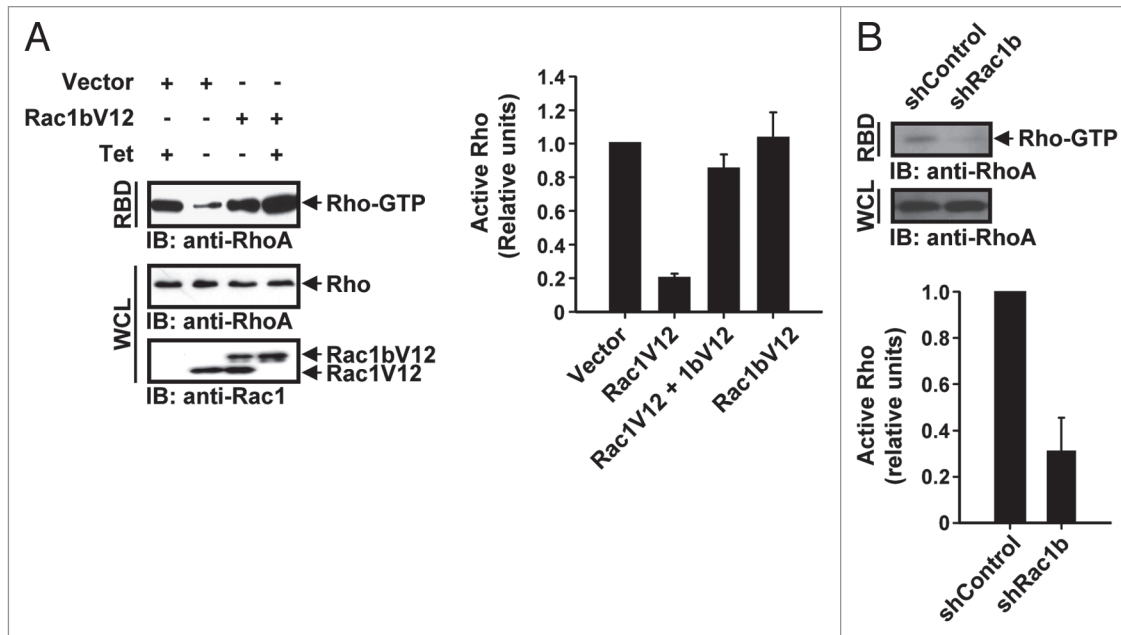 A
Vector + + - -
Rac1bV12 - - + +
Tet + - - +
RBD
Rho-GTP
IB: anti-RhoA
WCL
Rho
IB: anti-RhoA
Rac1bV12
Rac1V12
IB: anti-Rac1
Active Rho
(Relative units)
1.4
1.2
1.0
0.8
0.6
0.4
0.2
0
Vector
Rac1V12
Rac1V12 + 1bV12
Rac1bV12
B
shControl
shRac1b
RBD
Rho-GTP
IB: anti-RhoA
WCL
IB: anti-RhoA
Active Rho
(relative units)
1.0
0.8
0.6
0.4
0.2
0
shControl
shRac1b